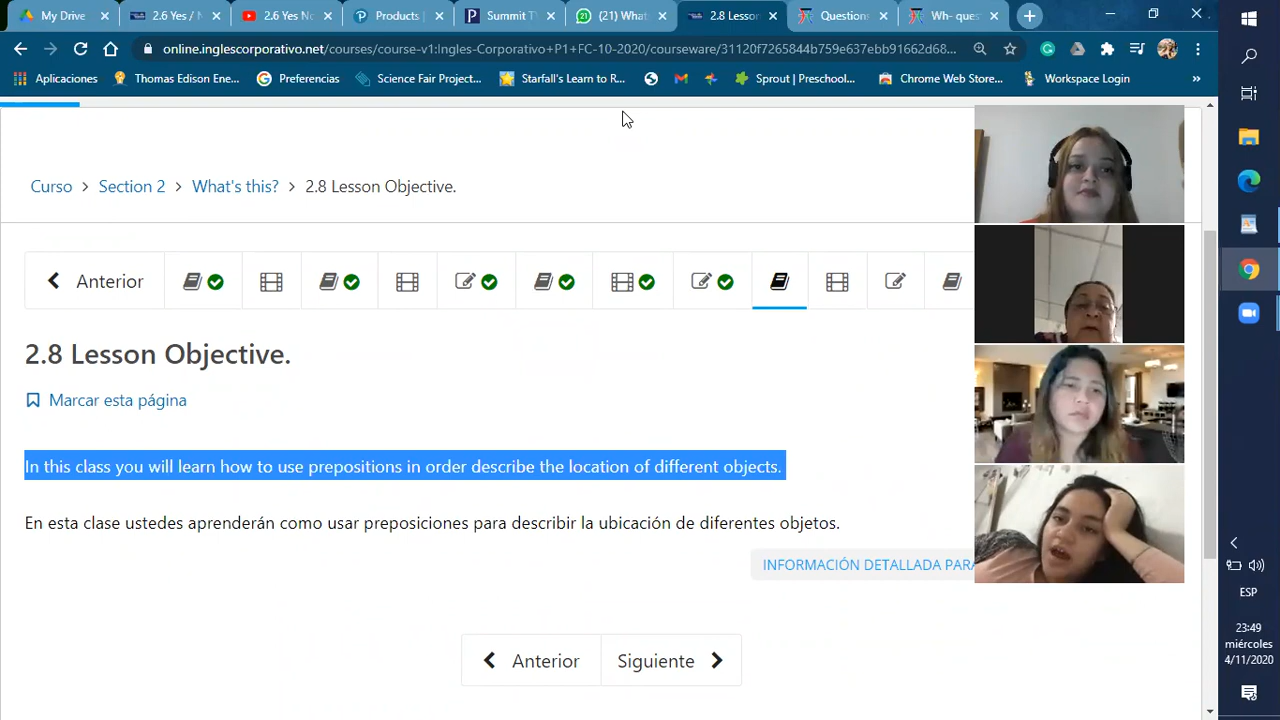 My Drive
2.6 Yes / N
2.6 Yes No
Products |
Summit TV
(21) Whats
2.8 Lesson
Question
Wh- ques
online.inglescorporativo.net/courses/course-v1:Ingles-Corporativo+P1+FC-10-2020/courseware/31120f7265844b759e637ebb91662d68...
Aplicaciones
Thomas Edison Ene...
Preferencias
Science Fair Project...
Starfall's Learn to R...
Sprout | Preschool...
Chrome Web Store...
Workspace Login
»
Curso > Section 2 > What's this? > 2.8 Lesson Objective.
Anterior
2.8 Lesson Objective.
Marcar esta página
In this class you will learn how to use prepositions in order describe the location of different objects.
En esta clase ustedes aprenderán como usar preposiciones para describir la ubicación de diferentes objetos.
INFORMACIÓN DETALLADA PARA
Anterior
Siguiente
ESP
23:49
miércoles
4/11/2020